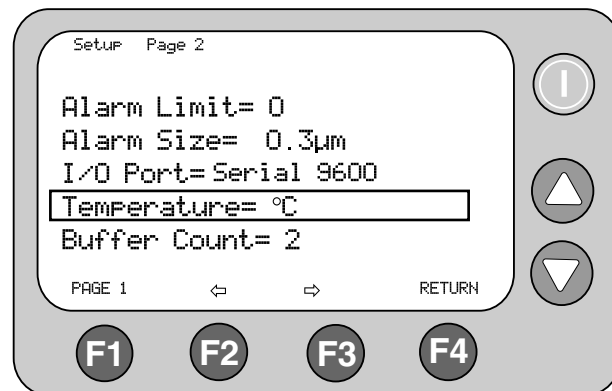 Setup Page 2
Alarm Limit= 0
Alarm Size= 0.3µm
I/O Port= Serial 9600
Temperature= °C
Buffer Count= 2
PAGE 1 ⇦ ⇨ RETURN
F1 F2 F3 F4
I